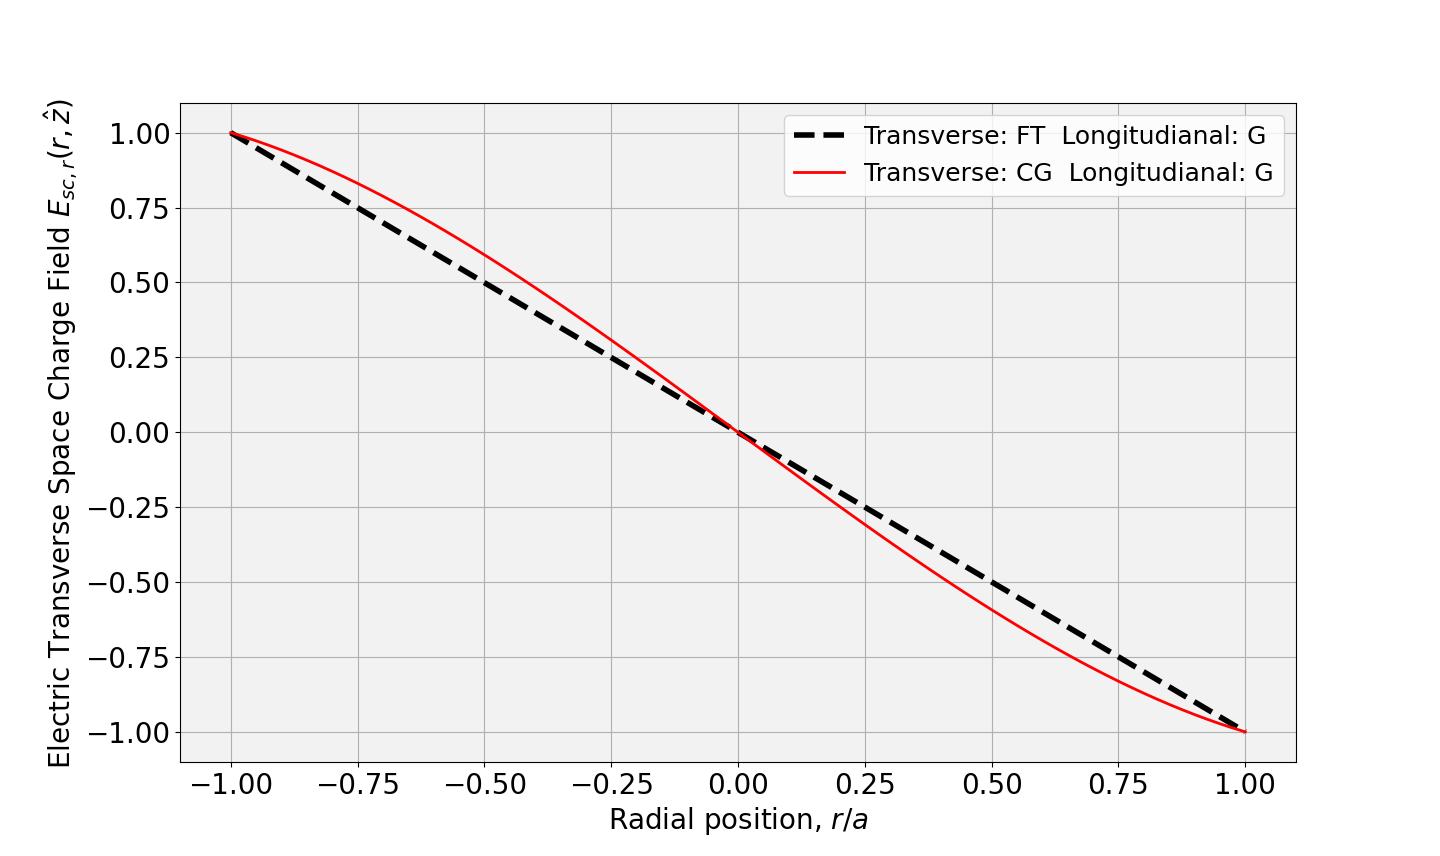 Electric Transverse Space Charge Field $E_{sc,r}(r, \hat{z})$
1.00
0.75
0.50
0.25
0.00
−0.25
−0.50
−0.75
−1.00
Transverse: FT Longitudianal: G
Transverse: CG Longitudianal: G
−1.00 −0.75 −0.50 −0.25 0.00 0.25 0.50 0.75 1.00
Radial position, $r/a$